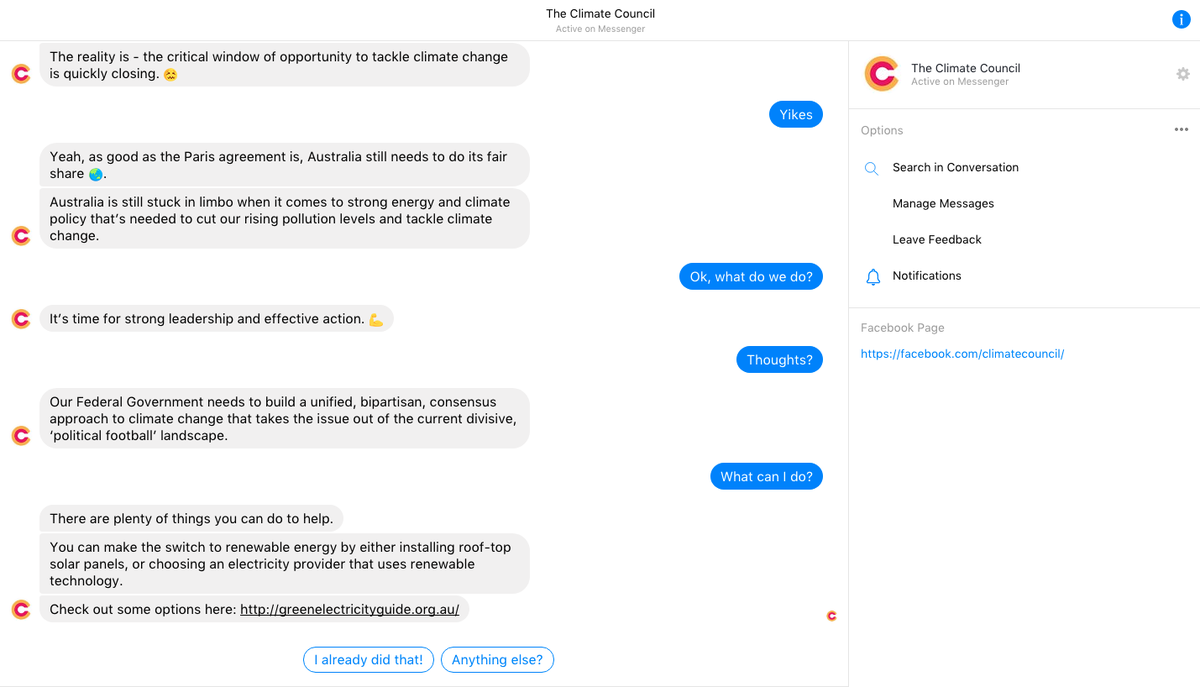 The Climate Council
Active on Messenger
The reality is - the critical window of opportunity to tackle climate change
is quickly closing. 😖
Yikes
Yeah, as good as the Paris agreement is, Australia still needs to do its fair
share 🌏.
Australia is still stuck in limbo when it comes to strong energy and climate
policy that’s needed to cut our rising pollution levels and tackle climate
change.
Ok, what do we do?
It’s time for strong leadership and effective action. 💪
Thoughts?
Our Federal Government needs to build a unified, bipartisan, consensus
approach to climate change that takes the issue out of the current divisive,
‘political football’ landscape.
What can I do?
There are plenty of things you can do to help.
You can make the switch to renewable energy by either installing roof-top
solar panels, or choosing an electricity provider that uses renewable
technology.
Check out some options here: http://greenelectricityguide.org.au/
I already did that!
Anything else?
The Climate Council
Active on Messenger
Options
Search in Conversation
Manage Messages
Leave Feedback
Notifications
Facebook Page
https://facebook.com/climatecouncil/